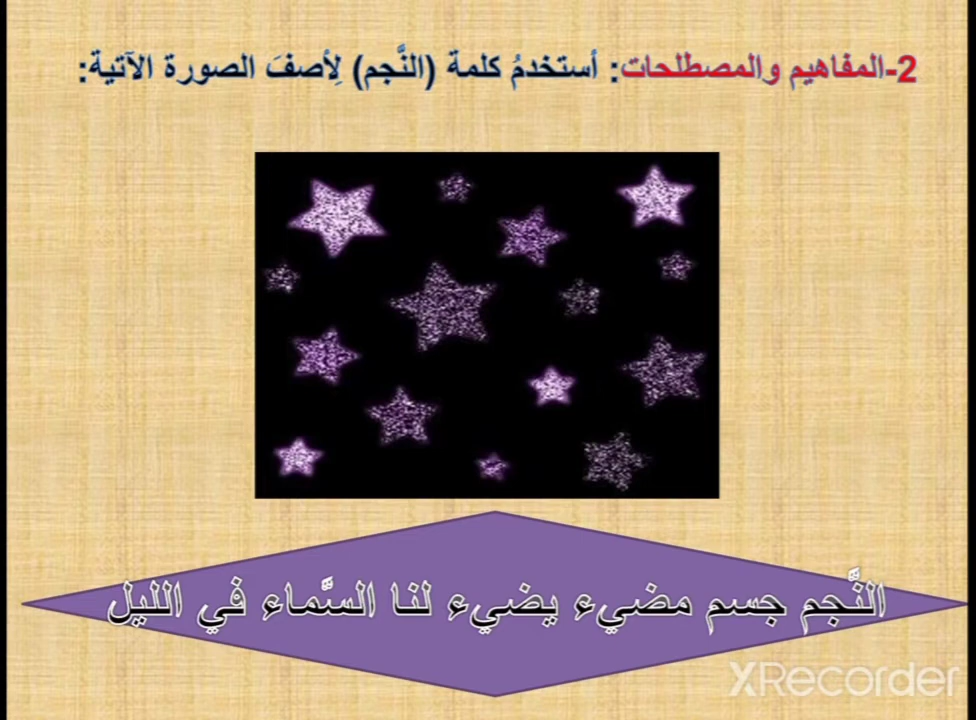 2-المفاهيم والمصطلحات: أستخدمُ كلمة (النَّجم) لِأصفَ الصورة الآتية:
النَّجم جسم مضيء يضيء لنا السَّماء في الليل
XRecorder